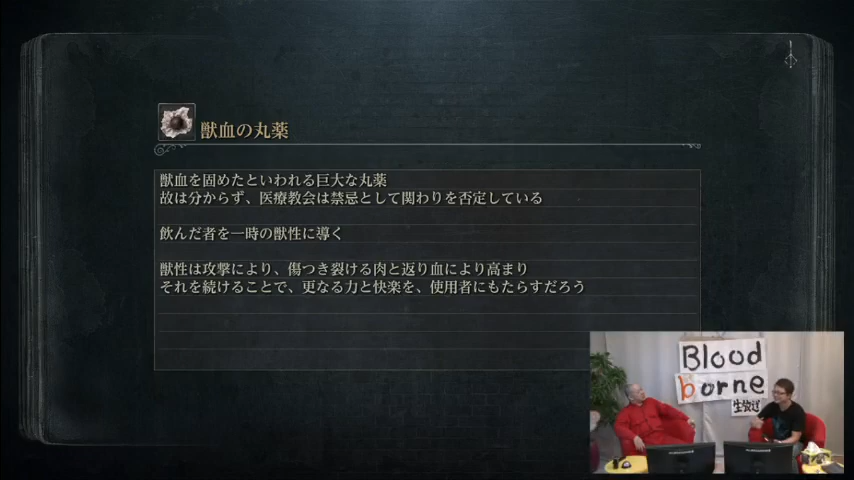 獣血の丸薬
獣血を固めたといわれる巨大な丸薬
故は分からず、医療教会は禁忌として関わりを否定している
飲んだ者を一時の獣性に導く
獣性は攻撃により、傷つき裂ける肉と返り血により高まり
それを続けることで、更なる力と快楽を、使用者にもたらすだろう
Blood
borne
生放送